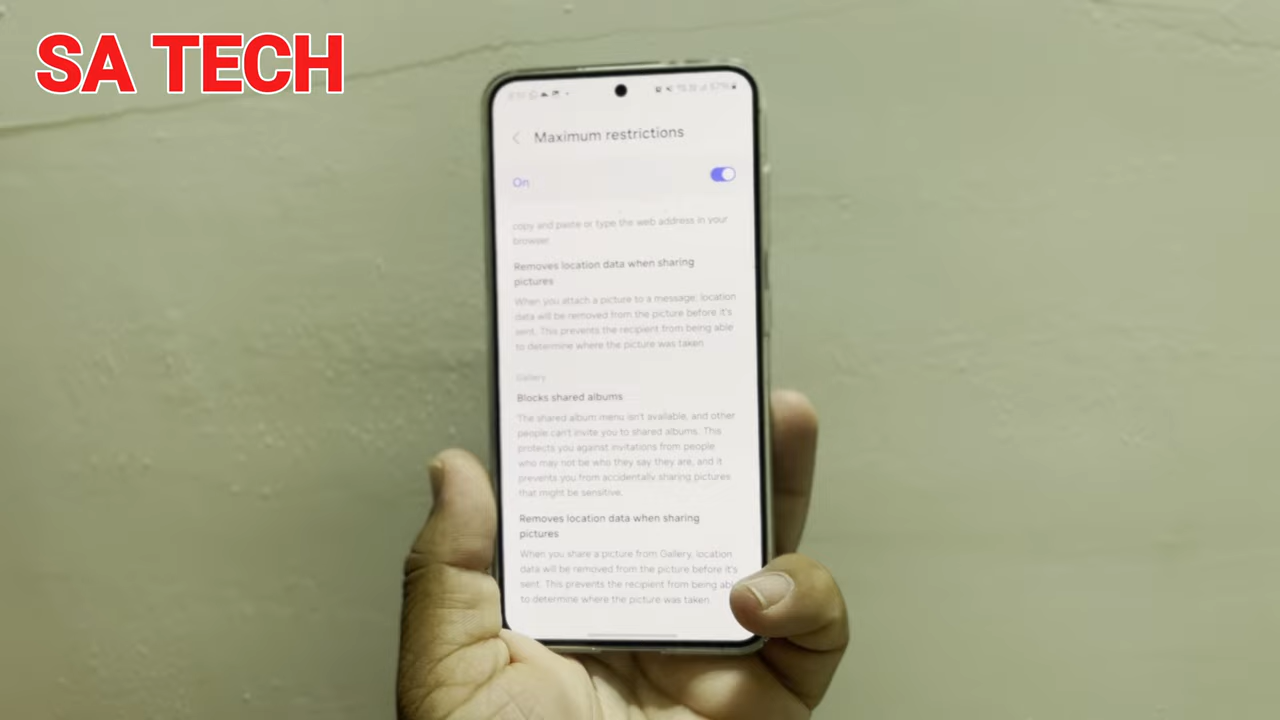 SA TECH
Maximum restrictions
On
copy and paste or type the web address in your
browser
Removes location data when sharing
pictures
When you attach a picture to a message, location
data will be removed from the picture before it's
sent. This prevents the recipient from being able
to determine where the picture was taken
Gallery
Blocks shared albums
The shared album menu isn't available, and other
people can't invite you to shared albums. This
protects you against invitations from people
who may not be who they say they are, and it
prevents you from accidentally sharing pictures
that might be sensitive.
Removes location data when sharing
pictures
When you share a picture from Gallery, location
data will be removed from the picture before it's
sent. This prevents the recipient from being
to determine where the picture was taken.